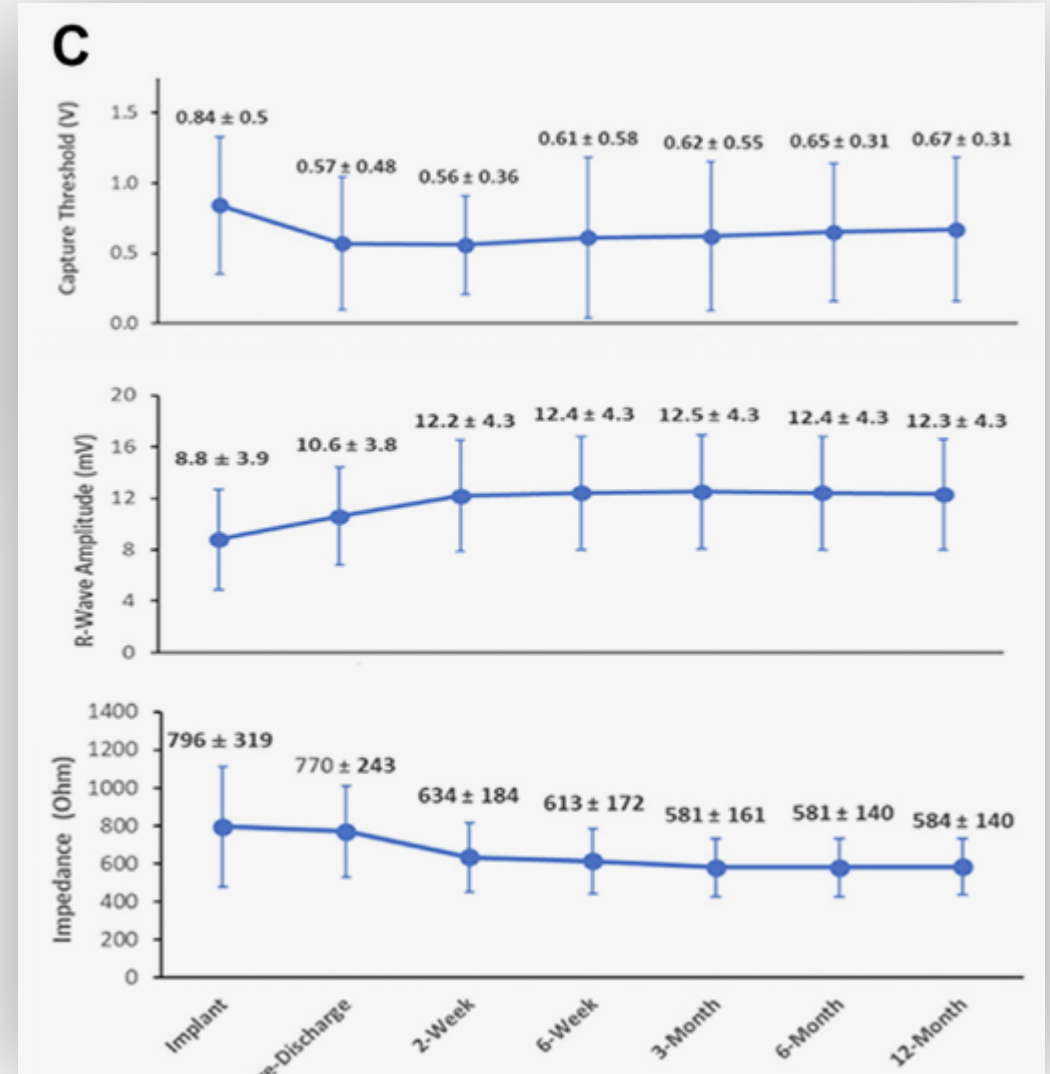 C
Capture Threshold (V)
1.5
1.0
0.5
0.0
0.84 ± 0.5
0.57 ± 0.48
0.56 ± 0.36
0.61 ± 0.58
0.62 ± 0.55
0.65 ± 0.31
0.67 ± 0.31
R-Wave Amplitude (mV)
20
16
12
8
4
0
8.8 ± 3.9
10.6 ± 3.8
12.2 ± 4.3
12.4 ± 4.3
12.5 ± 4.3
12.4 ± 4.3
12.3 ± 4.3
Impedance (Ohm)
1400
1200
1000
800
600
400
200
0
796 ± 319
770 ± 243
634 ± 184
613 ± 172
581 ± 161
581 ± 140
584 ± 140
Implant
e-Discharge
2-Week
6-Week
3-Month
6-Month
12-Month